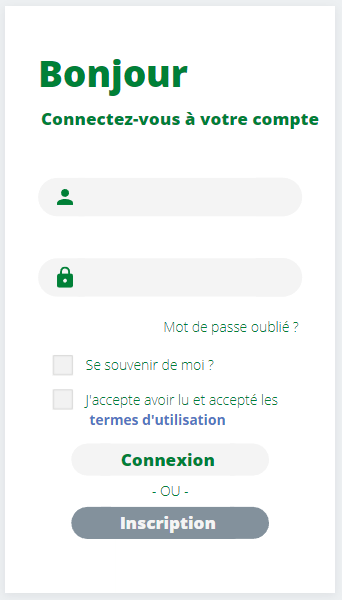 Bonjour
Connectez-vous à votre compte
Mot de passe oublié ?
Se souvenir de moi ?
J'accepte avoir lu et accepté les
termes d'utilisation
Connexion
- OU -
Inscription